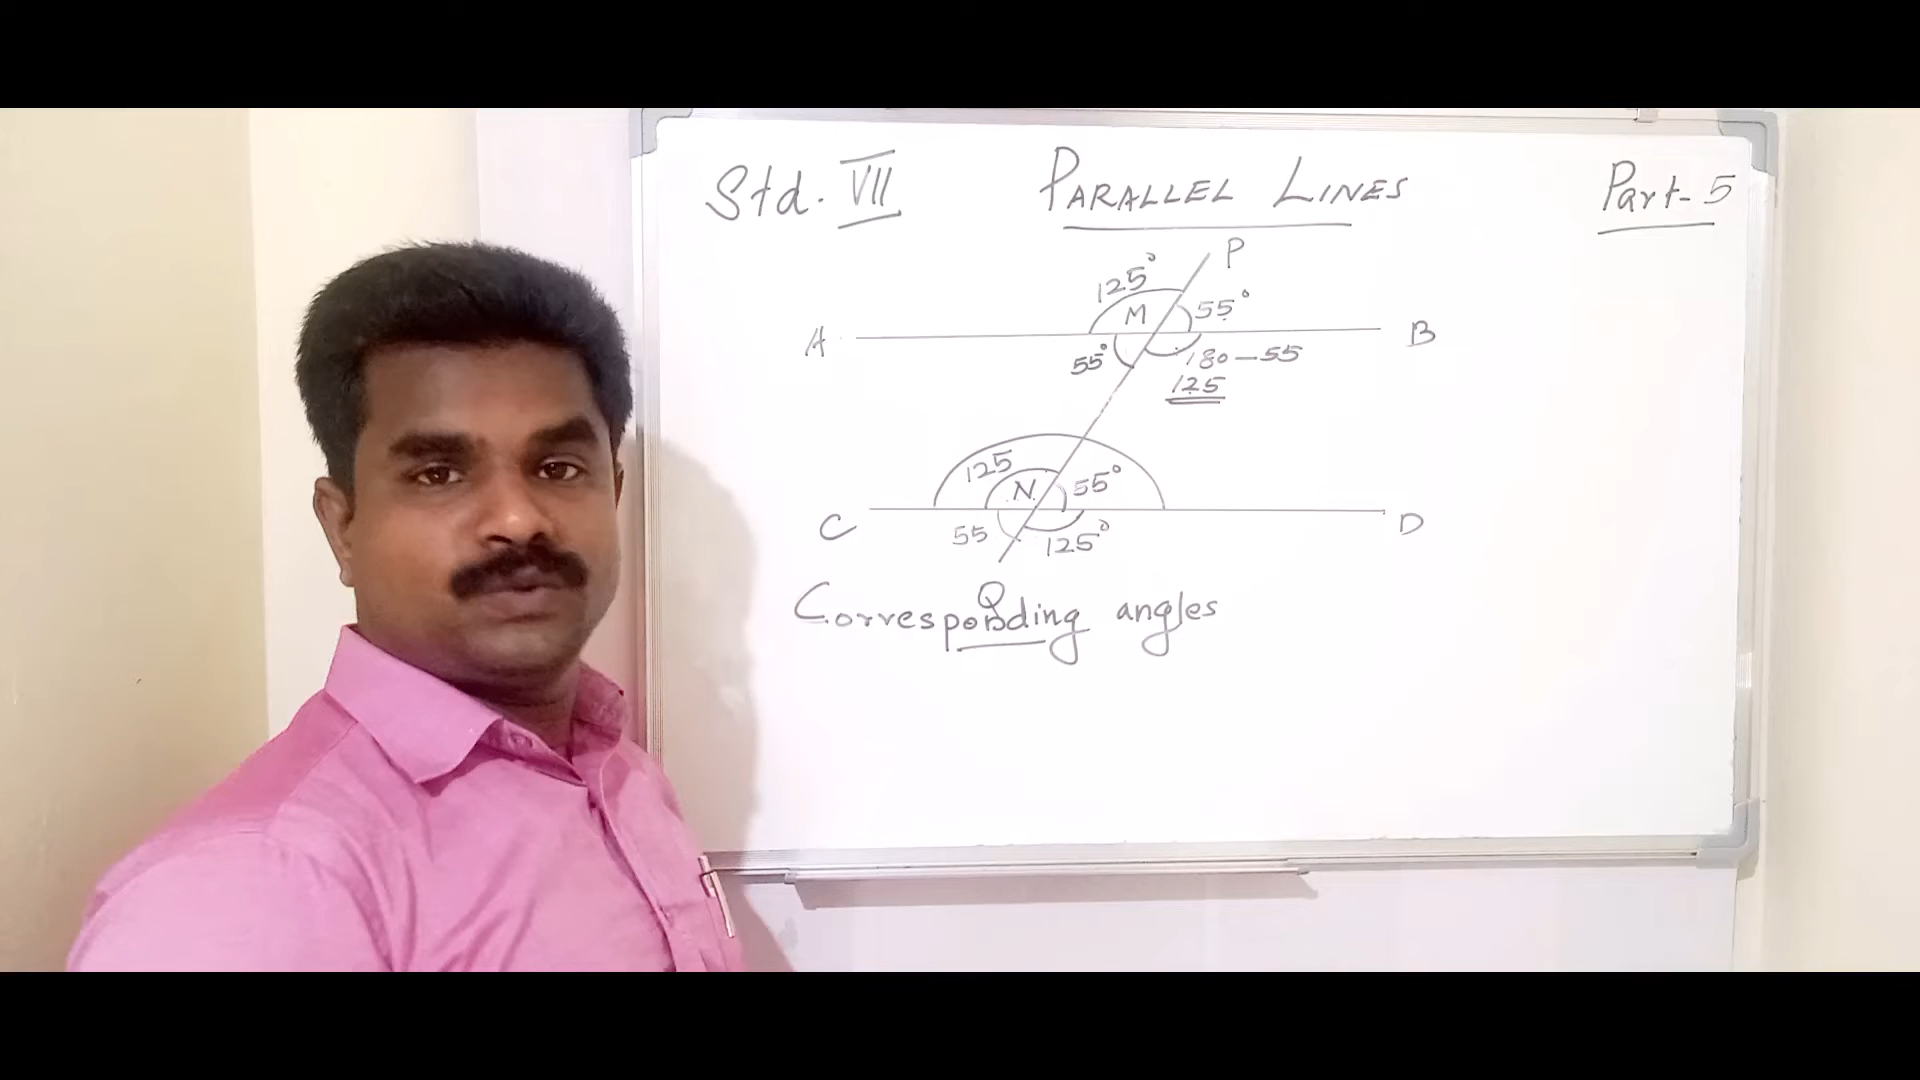 Std. VII PARALLEL LINES Part-5
P
125°
M 55°
A B
55° 180-55
125
125
N 55°
C D
55 125°
Q
Corresponding angles